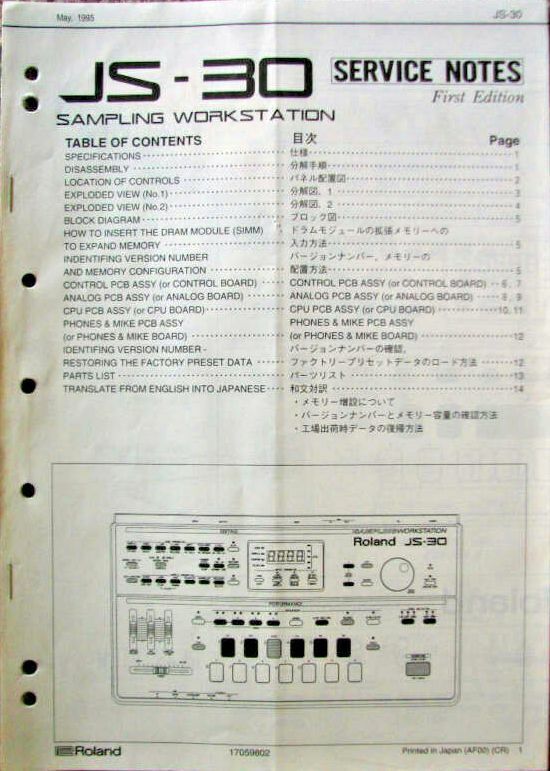 May, 1995 JS-30
JS-30 SERVICE NOTES
First Edition
SAMPLING WORKSTATION
TABLE OF CONTENTS 目次 Page
SPECIFICATIONS 仕様 1
DISASSEMBLY 分解手順 1
LOCATION OF CONTROLS パネル配置図 2
EXPLODED VIEW (No.1) 分解図. 1 3
EXPLODED VIEW (No.2) 分解図. 2 4
BLOCK DIAGRAM ブロック図 5
HOW TO INSERT THE DRAM MODULE (SIMM) ドラムモジュールの拡張メモリーへの
TO EXPAND MEMORY 入力方法 5
INDENTIFING VERSION NUMBER バージョンナンバー、メモリーの
AND MEMORY CONFIGURATION 配置方法 5
CONTROL PCB ASSY (or CONTROL BOARD) CONTROL PCB ASSY (or CONTROL BOARD) 6, 7
ANALOG PCB ASSY (or ANALOG BOARD) ANALOG PCB ASSY (or ANALOG BOARD) 8, 9
CPU PCB ASSY (or CPU BOARD) CPU PCB ASSY (or CPU BOARD) 10, 11
PHONES & MIKE PCB ASSY PHONES & MIKE PCB ASSY
(or PHONES & MIKE BOARD) (or PHONES & MIKE BOARD) 12
IDENTIFING VERSION NUMBER - バージョンナンバーの確認,
RESTORING THE FACTORY PRESET DATA ファクトリープリセットデータのロード方法 12
PARTS LIST パーツリスト 13
TRANSLATE FROM ENGLISH INTO JAPANESE 和文対訳 14
・メモリー増設について
・バージョンナンバーとメモリー容量の確認方法
・工場出荷時データの復帰方法
SAMPLING WORKSTATION
Roland JS-30
PERFORMANCE
Roland 17059602 Printed in Japan (AF00) (CR) 1